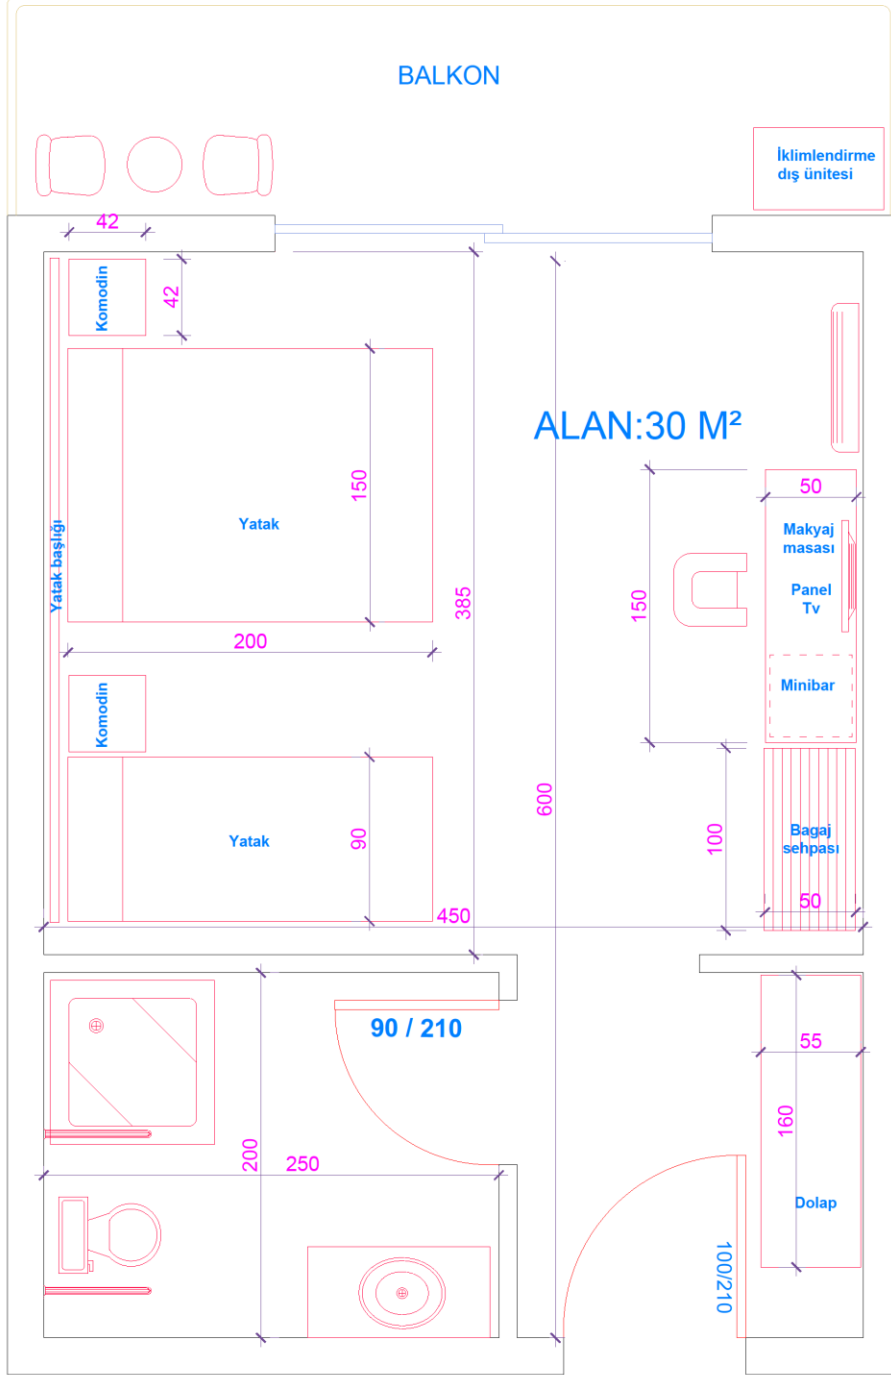 BALKON
İklimlendirme
dış ünitesi
42
Komodin
42
ALAN:30 M²
150
Yatak
Yatak başlığı
50
Makyaj
masası
Panel
Tv
385
150
200
Minibar
Komodin
600
90
Yatak
100
Bagaj
sehpası
50
450
90 / 210
55
160
200
250
Dolap
100/210